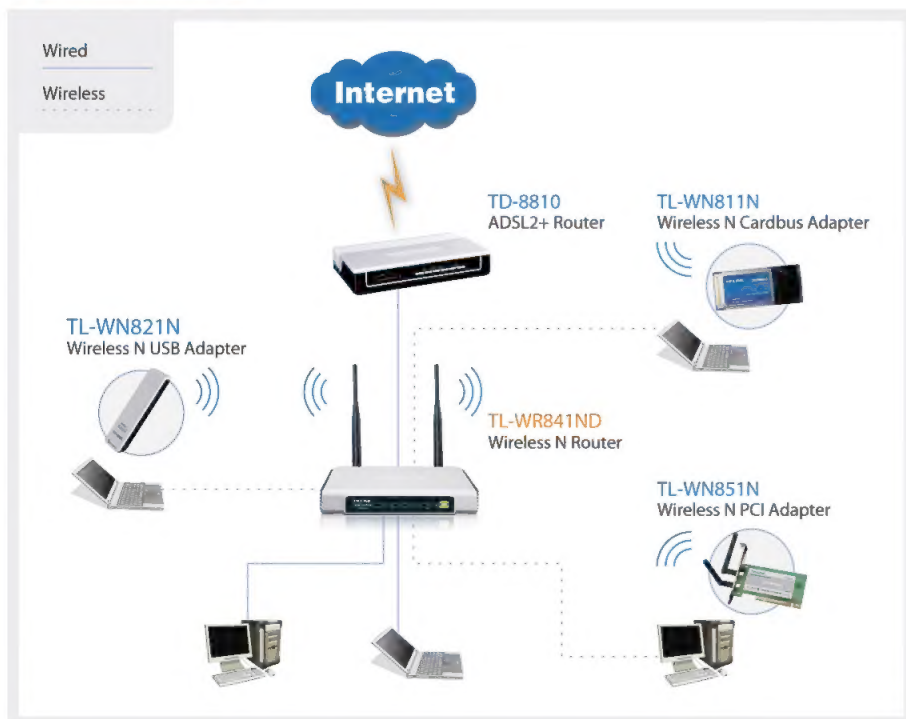 Wired
Wireless
Internet
TD-8810
ADSL2+ Router
TL-WN811N
Wireless N Cardbus Adapter
TL-WN821N
Wireless N USB Adapter
TL-WR841ND
Wireless N Router
TL-WN851N
Wireless N PCI Adapter